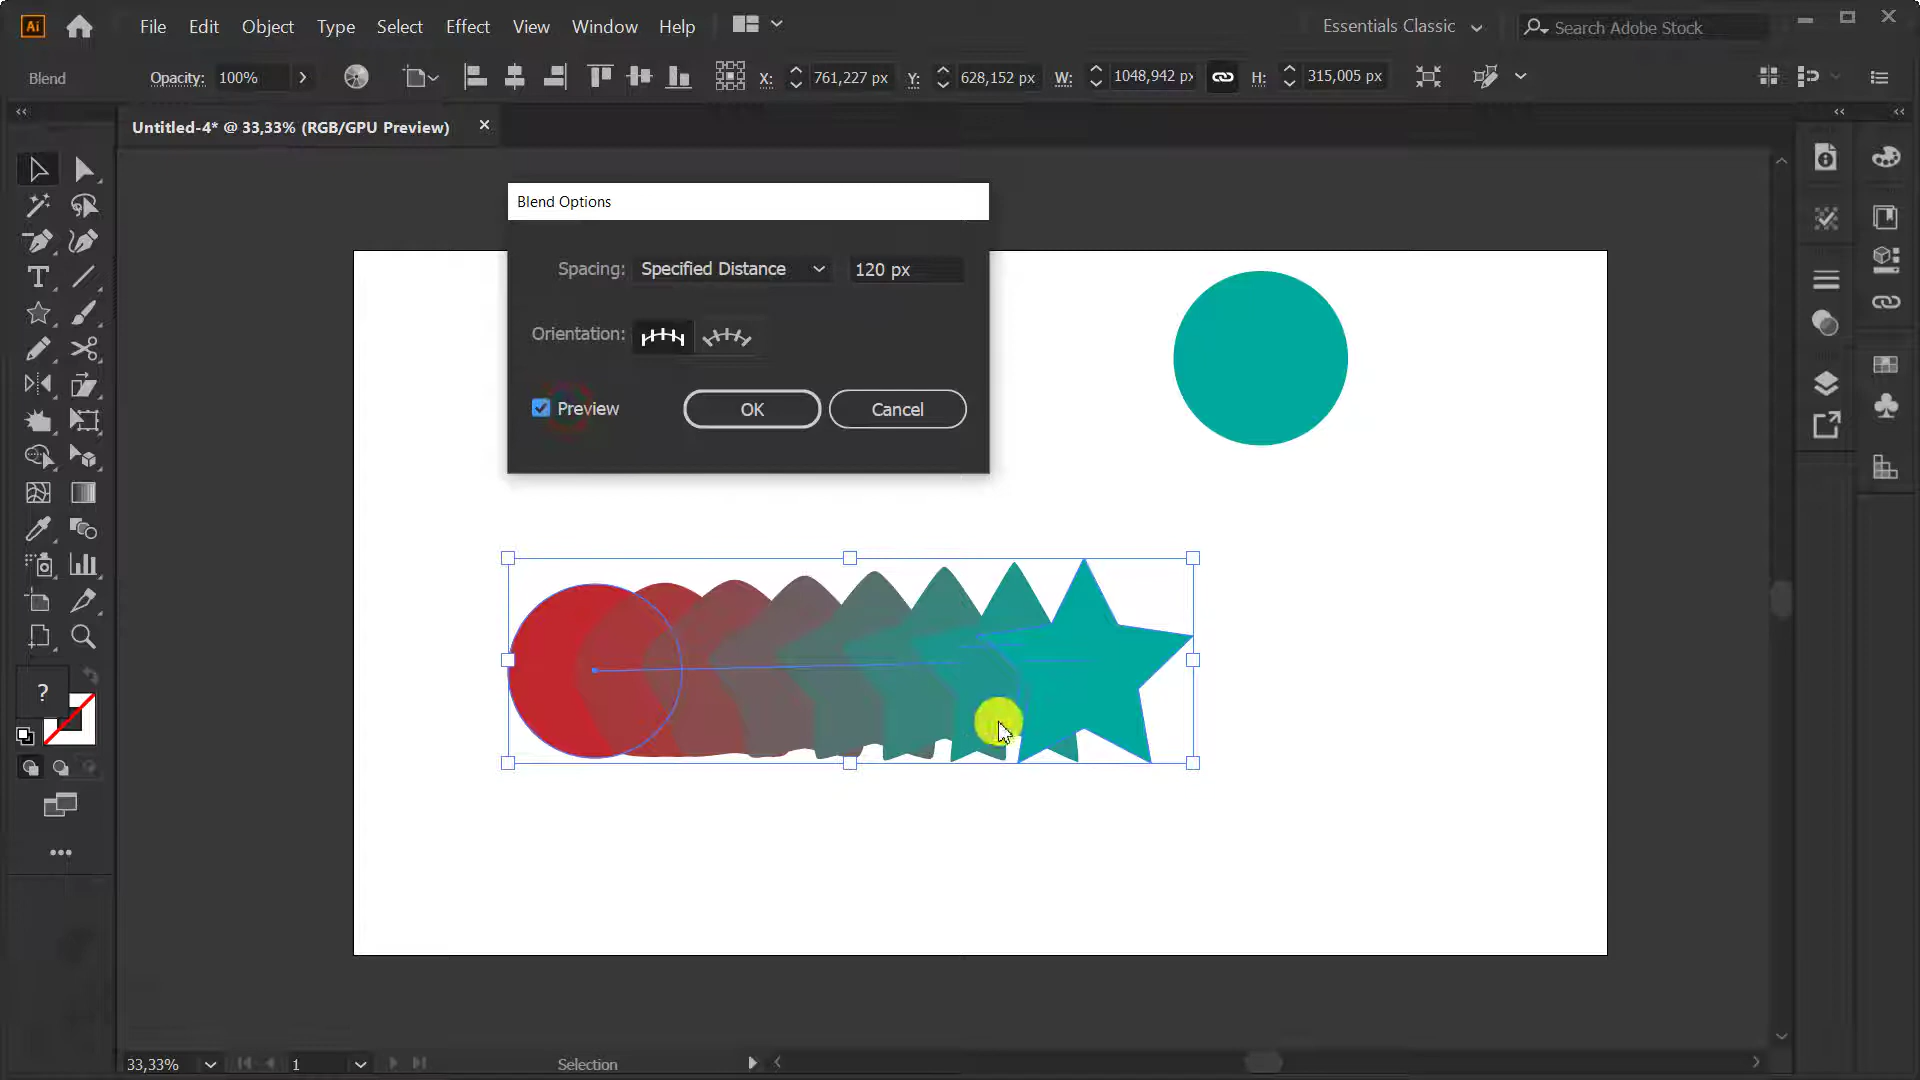 Ai File Edit Object Type Select Effect View Window Help Essentials Classic Search Adobe Stock
Blend Opacity: 100% X: 761,227 px Y: 628,152 px W: 1048,942 px H: 315,005 px
Untitled-4* @ 33,33% (RGB/GPU Preview)
Blend Options
Spacing: Specified Distance 120 px
Orientation:
Preview OK Cancel
?
33,33% 1 Selection